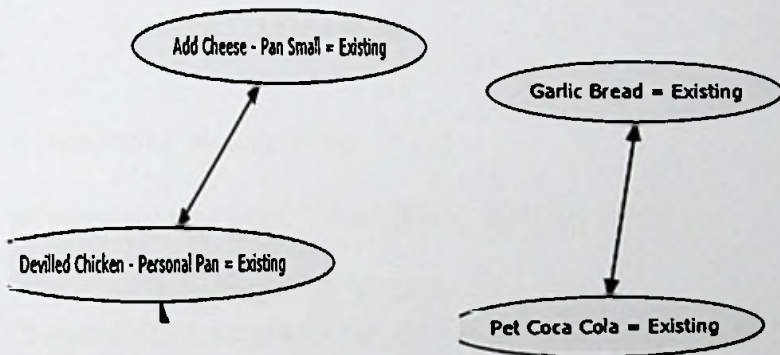 Add Cheese - Pan Small = Existing
Garlic Bread = Existing
Devilled Chicken - Personal Pan = Existing
Pet Coca Cola = Existing